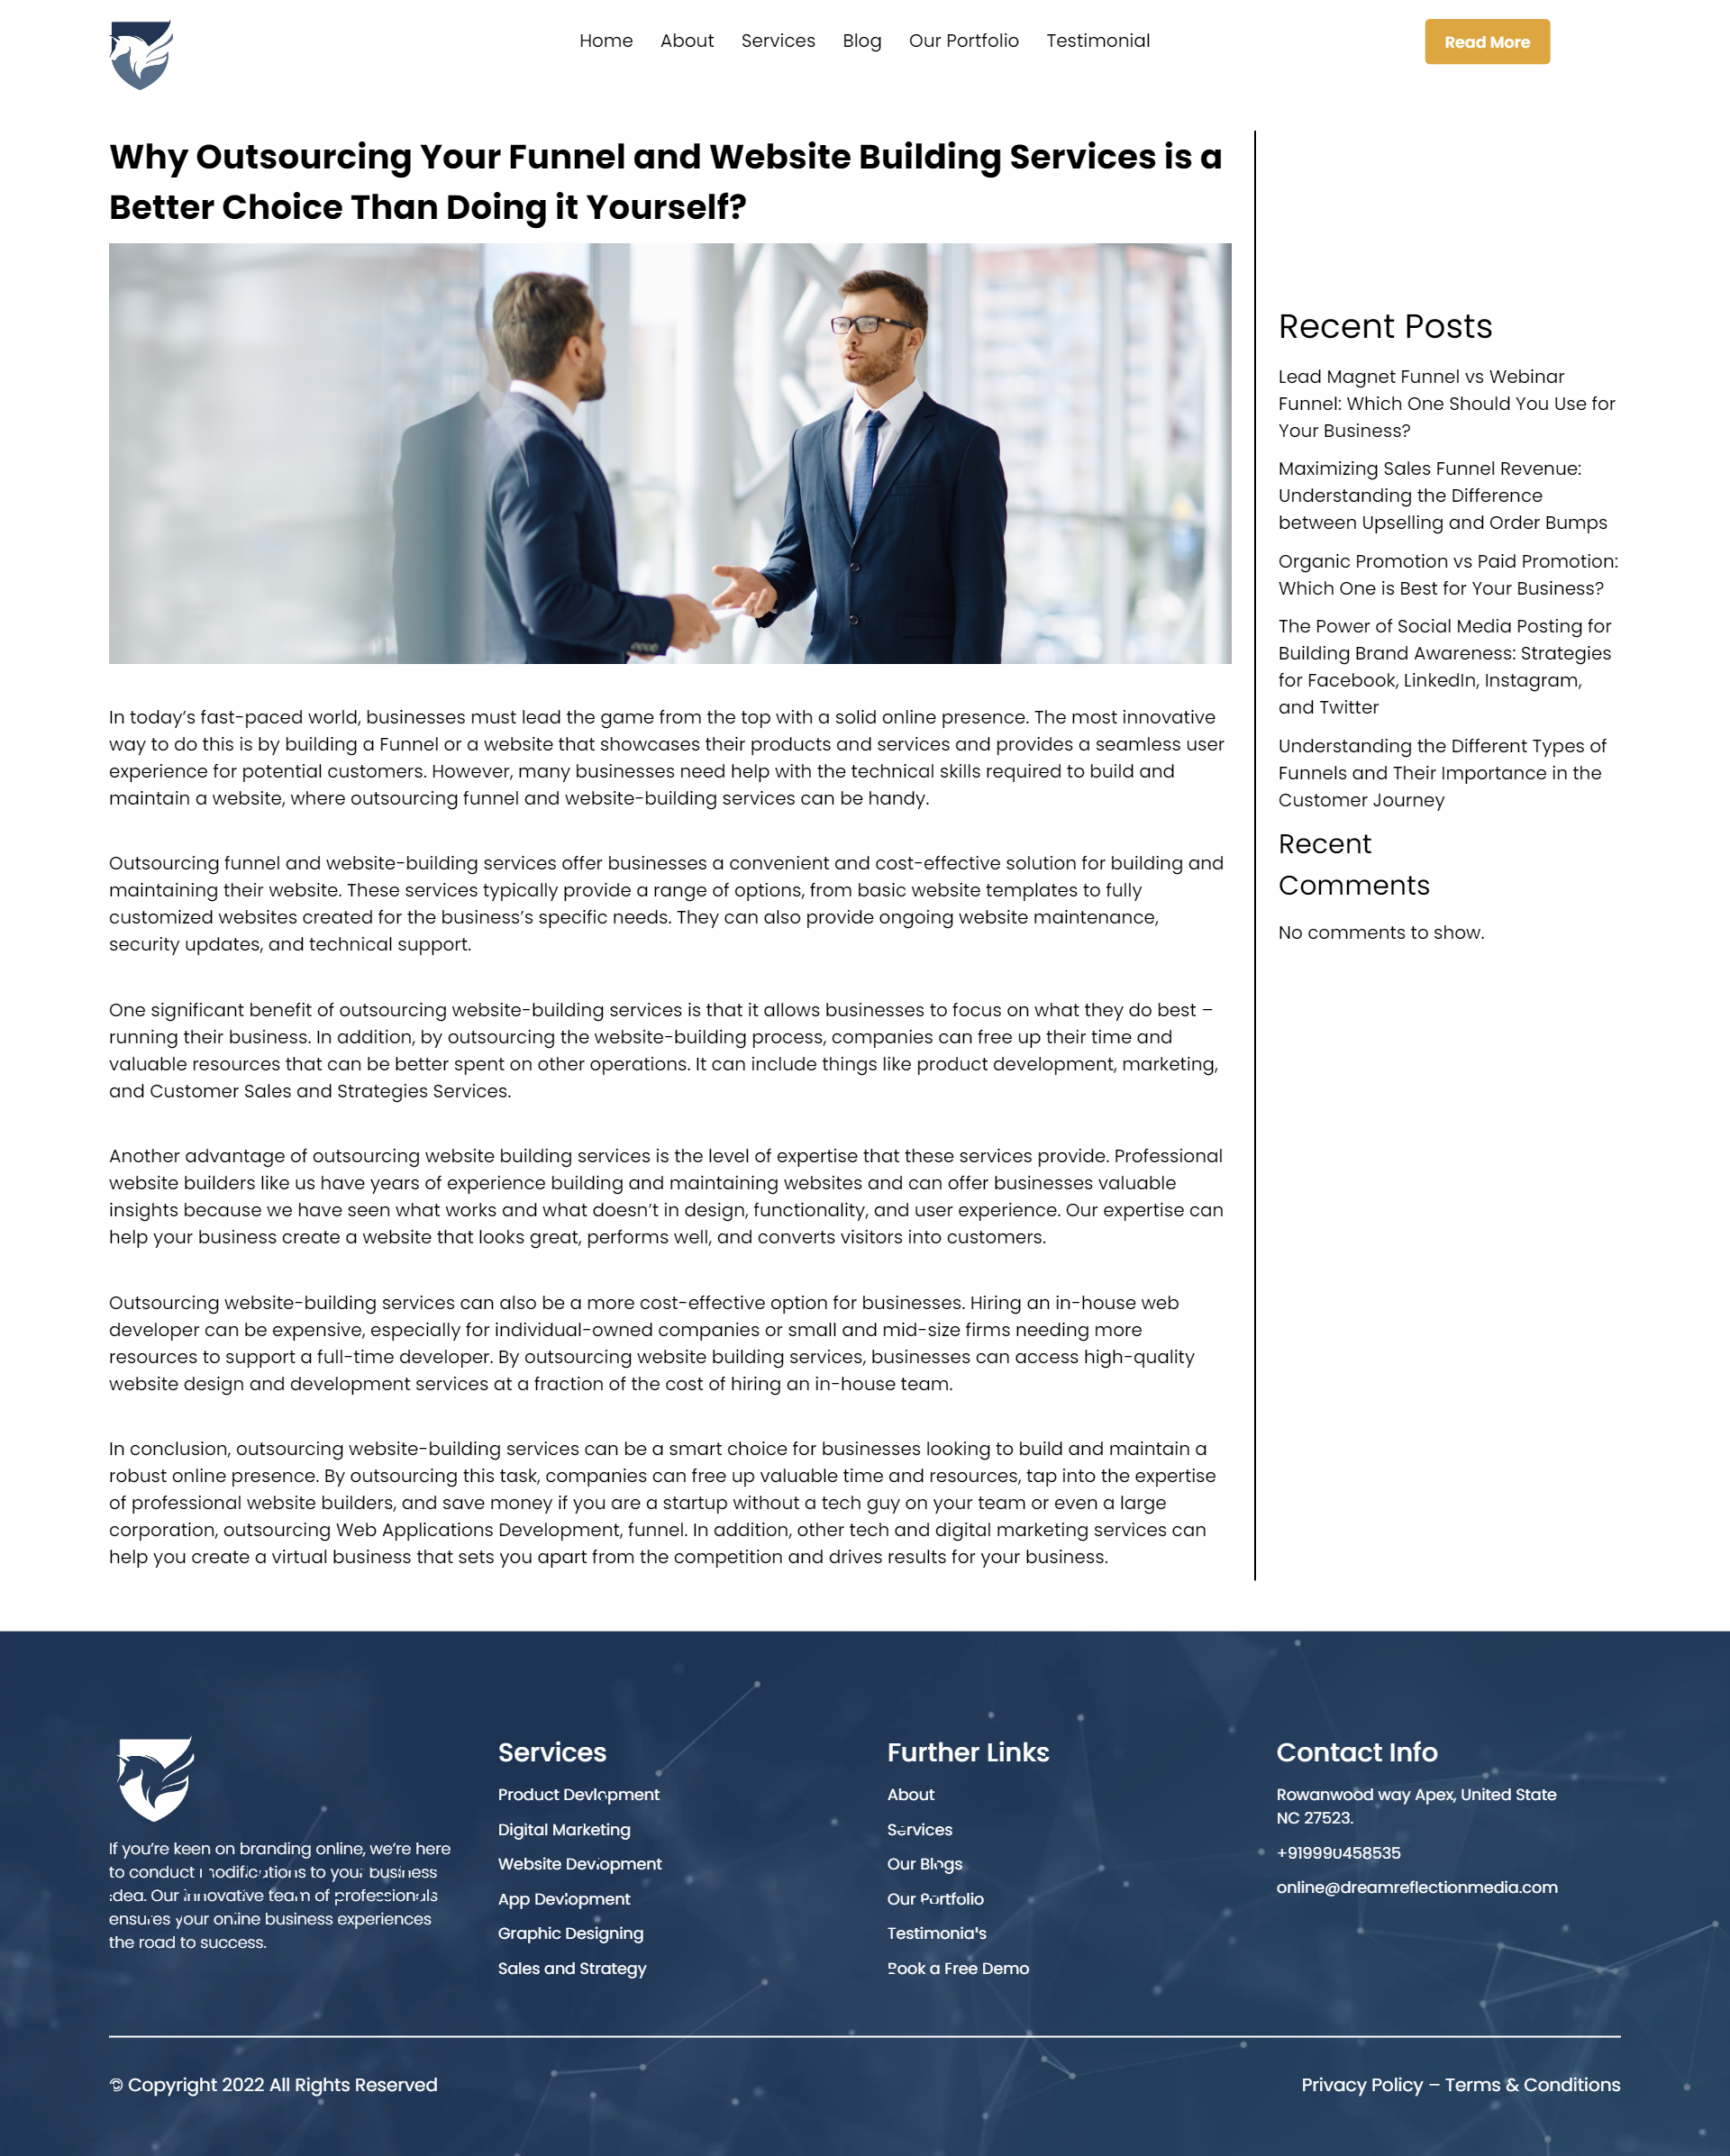 Home About Services Blog Our Portfolio Testimonial
Read More
Why Outsourcing Your Funnel and Website Building Services is a
Better Choice Than Doing it Yourself?
In today’s fast-paced world, businesses must lead the game from the top with a solid online presence. The most innovative
way to do this is by building a Funnel or a website that showcases their products and services and provides a seamless user
experience for potential customers. However, many businesses need help with the technical skills required to build and
maintain a website, where outsourcing funnel and website-building services can be handy.
Outsourcing funnel and website-building services offer businesses a convenient and cost-effective solution for building and
maintaining their website. These services typically provide a range of options, from basic website templates to fully
customized websites created for the business’s specific needs. They can also provide ongoing website maintenance,
security updates, and technical support.
One significant benefit of outsourcing website-building services is that it allows businesses to focus on what they do best –
running their business. In addition, by outsourcing the website-building process, companies can free up their time and
valuable resources that can be better spent on other operations. It can include things like product development, marketing,
and Customer Sales and Strategies Services.
Another advantage of outsourcing website building services is the level of expertise that these services provide. Professional
website builders like us have years of experience building and maintaining websites and can offer businesses valuable
insights because we have seen what works and what doesn’t in design, functionality, and user experience. Our expertise can
help your business create a website that looks great, performs well, and converts visitors into customers.
Outsourcing website-building services can also be a more cost-effective option for businesses. Hiring an in-house web
developer can be expensive, especially for individual-owned companies or small and mid-size firms needing more
resources to support a full-time developer. By outsourcing website building services, businesses can access high-quality
website design and development services at a fraction of the cost of hiring an in-house team.
In conclusion, outsourcing website-building services can be a smart choice for businesses looking to build and maintain a
robust online presence. By outsourcing this task, companies can free up valuable time and resources, tap into the expertise
of professional website builders, and save money if you are a startup without a tech guy on your team or even a large
corporation, outsourcing Web Applications Development, funnel. In addition, other tech and digital marketing services can
help you create a virtual business that sets you apart from the competition and drives results for your business.
Recent Posts
Lead Magnet Funnel vs Webinar
Funnel: Which One Should You Use for
Your Business?
Maximizing Sales Funnel Revenue:
Understanding the Difference
between Upselling and Order Bumps
Organic Promotion vs Paid Promotion:
Which One is Best for Your Business?
The Power of Social Media Posting for
Building Brand Awareness: Strategies
for Facebook, LinkedIn, Instagram,
and Twitter
Understanding the Different Types of
Funnels and Their Importance in the
Customer Journey
Recent
Comments
No comments to show.
If you’re keen on branding online, we’re here
to conduct modifications to your business
idea. Our innovative team of professionals
ensures your online business experiences
the road to success.
Services
Product Devlopment
Digital Marketing
Website Devlopment
App Devlopment
Graphic Designing
Sales and Strategy
Further Links
About
Services
Our Blogs
Our Portfolio
Testimonial's
Book a Free Demo
Contact Info
Rowanwood way Apex, United State
NC 27523.
+919990458535
online@dreamreflectionmedia.com
© Copyright 2022 All Rights Reserved
Privacy Policy – Terms & Conditions